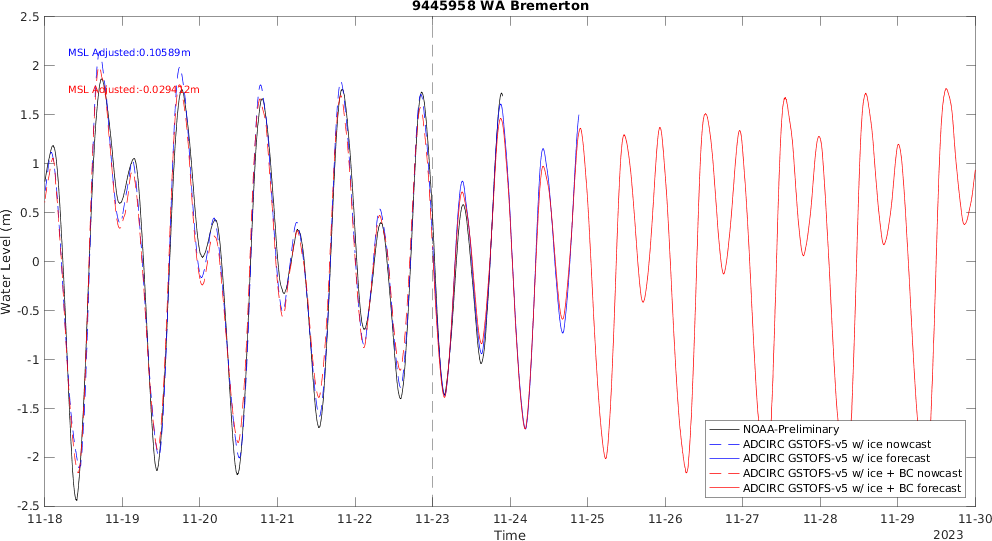 9445958 WA Bremerton
2.5
2
1.5
1
0.5
0
-0.5
-1
-1.5
-2
-2.5
Water Level (m)
MSL Adjusted:0.10589m
MSL Adjusted:-0.029412m
NOAA-Preliminary
ADCIRC GSTOFS-v5 w/ ice nowcast
ADCIRC GSTOFS-v5 w/ ice forecast
ADCIRC GSTOFS-v5 w/ ice + BC nowcast
ADCIRC GSTOFS-v5 w/ ice + BC forecast
11-18 11-19 11-20 11-21 11-22 11-23 11-24 11-25 11-26 11-27 11-28 11-29 11-30
Time
2023